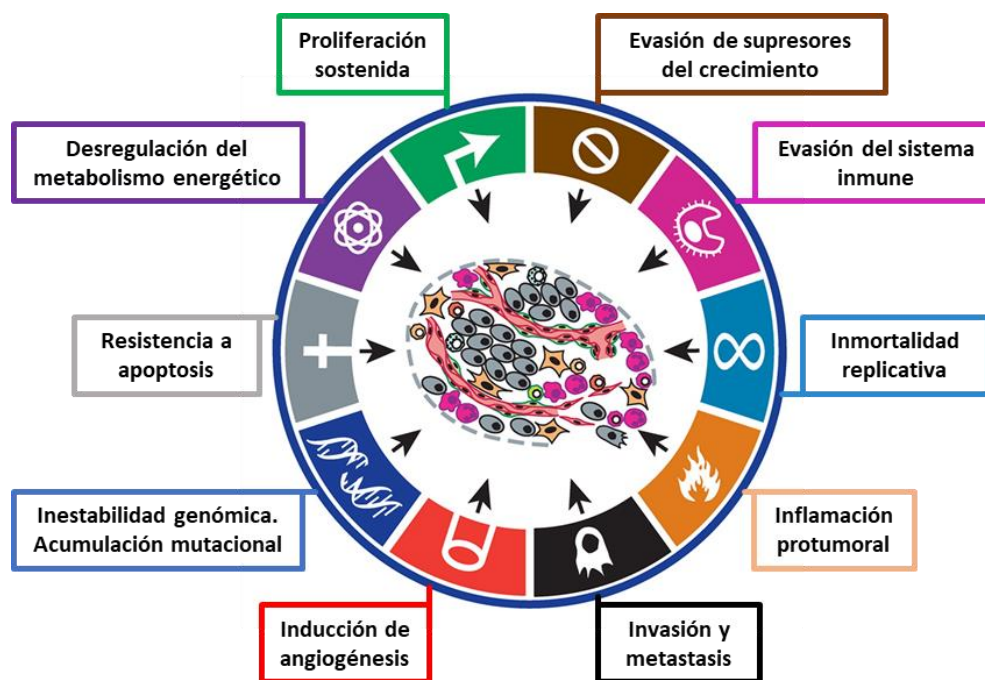 Proliferación
sostenida
Evasión de supresores
del crecimiento
Desregulación del
metabolismo energético
Evasión del sistema
inmune
Resistencia a
apoptosis
Inmortalidad
replicativa
Inestabilidad genómica.
Acumulación mutacional
Inflamación
protumoral
Inducción de
angiogénesis
Invasión y
metastasis